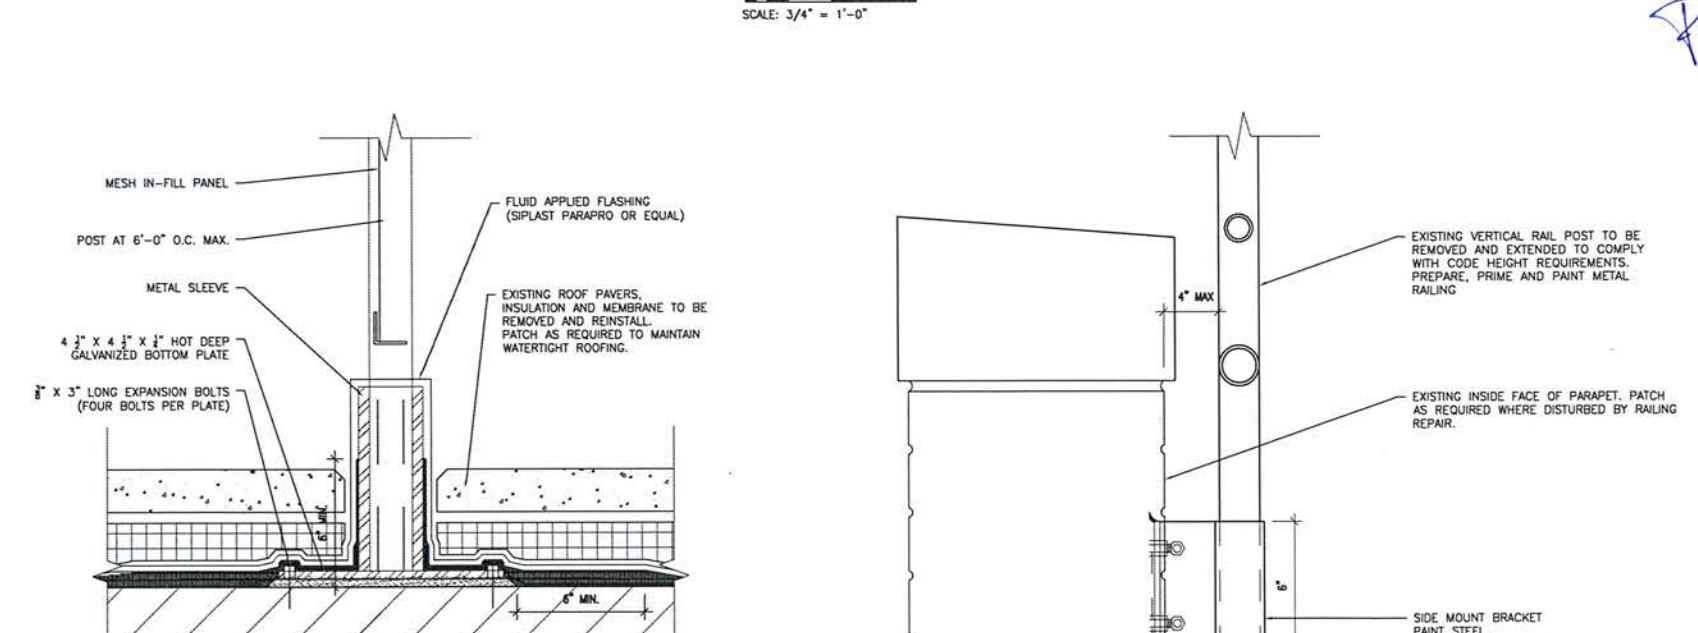 SCALE: 3/4" = 1'-0"
MESH IN-FILL PANEL
POST AT 6'-0" O.C. MAX.
METAL SLEEVE
4 ½" X 4 ½" X ¼" HOT DEEP
GALVANIZED BOTTOM PLATE
⅜" X 3" LONG EXPANSION BOLTS
(FOUR BOLTS PER PLATE)
FLUID APPLIED FLASHING
(SIPLAST PARAPRO OR EQUAL)
EXISTING ROOF PAVERS,
INSULATION AND MEMBRANE TO BE
REMOVED AND REINSTALL.
PATCH AS REQUIRED TO MAINTAIN
WATERTIGHT ROOFING.
6" MIN.
6" MIN.
4" MAX
EXISTING VERTICAL RAIL POST TO BE
REMOVED AND EXTENDED TO COMPLY
WITH CODE HEIGHT REQUIREMENTS.
PREPARE, PRIME AND PAINT METAL
RAILING
EXISTING INSIDE FACE OF PARAPET. PATCH
AS REQUIRED WHERE DISTURBED BY RAILING
REPAIR.
6"
SIDE MOUNT BRACKET
PAINT STEEL